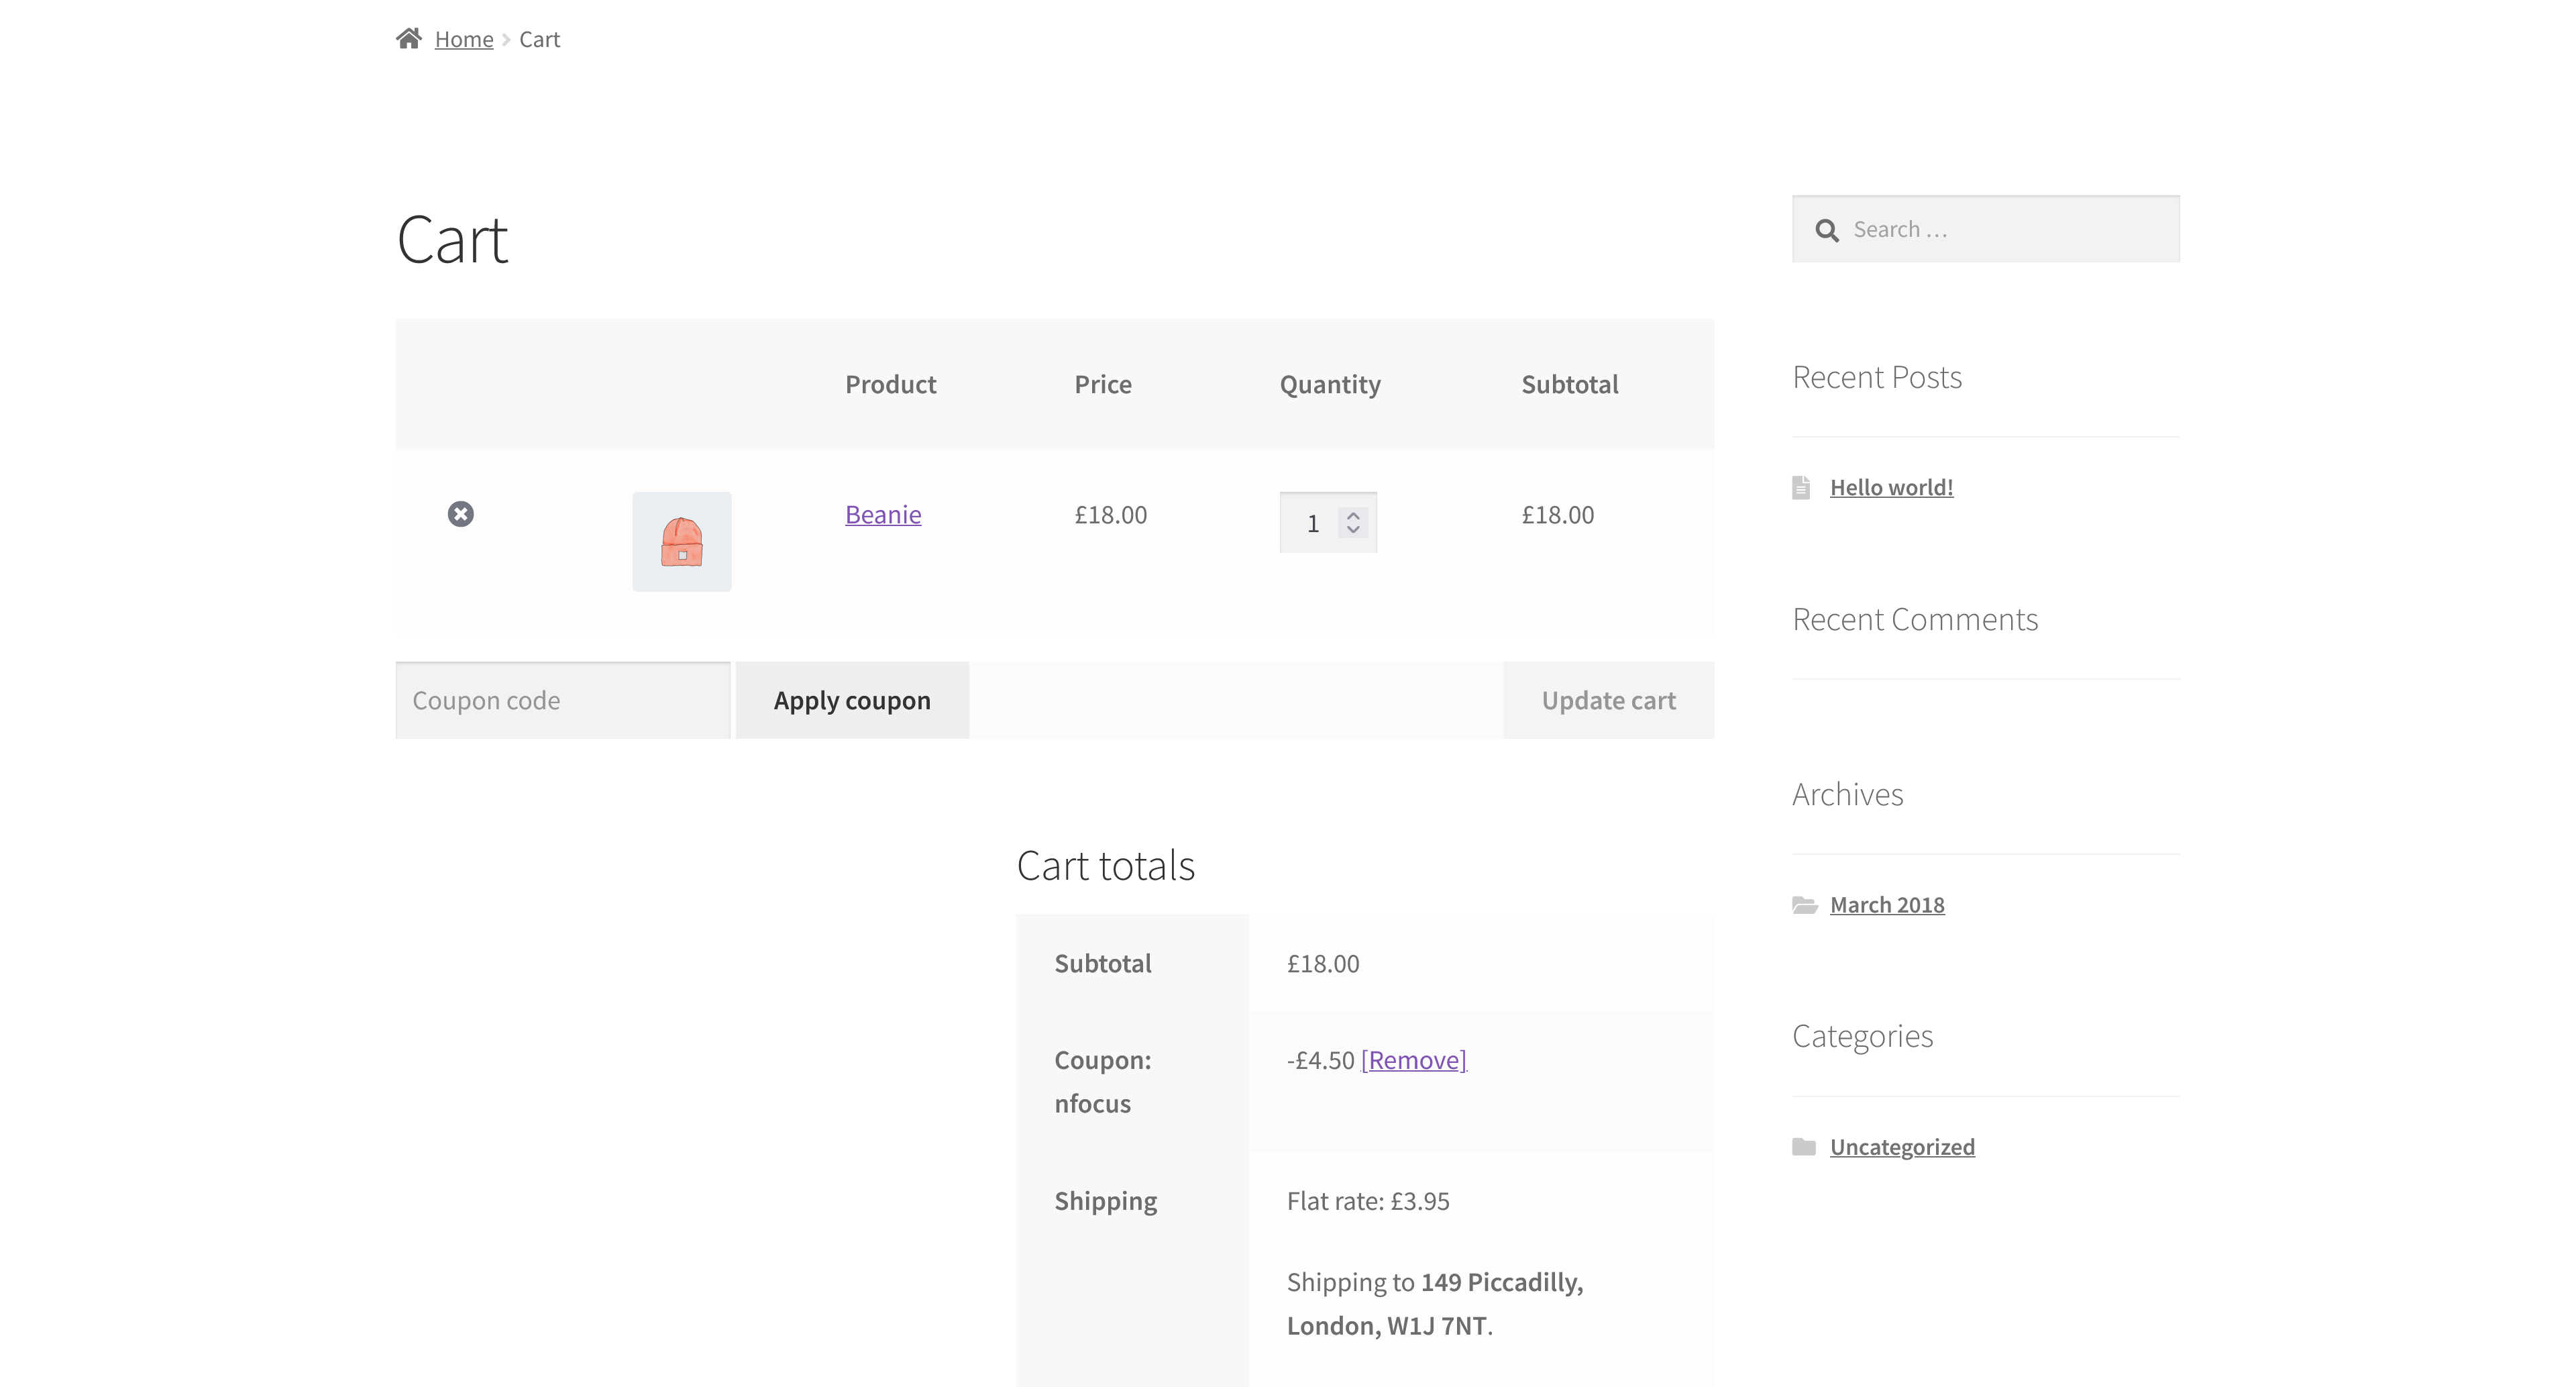 Home Cart
Cart
Search …
Product Price Quantity Subtotal
Beanie £18.00 1 £18.00
Coupon code Apply coupon Update cart
Cart totals
Subtotal £18.00
Coupon: -£4.50 [Remove]
nfocus
Shipping Flat rate: £3.95
Shipping to 149 Piccadilly,
London, W1J 7NT.
Recent Posts
Hello world!
Recent Comments
Archives
March 2018
Categories
Uncategorized